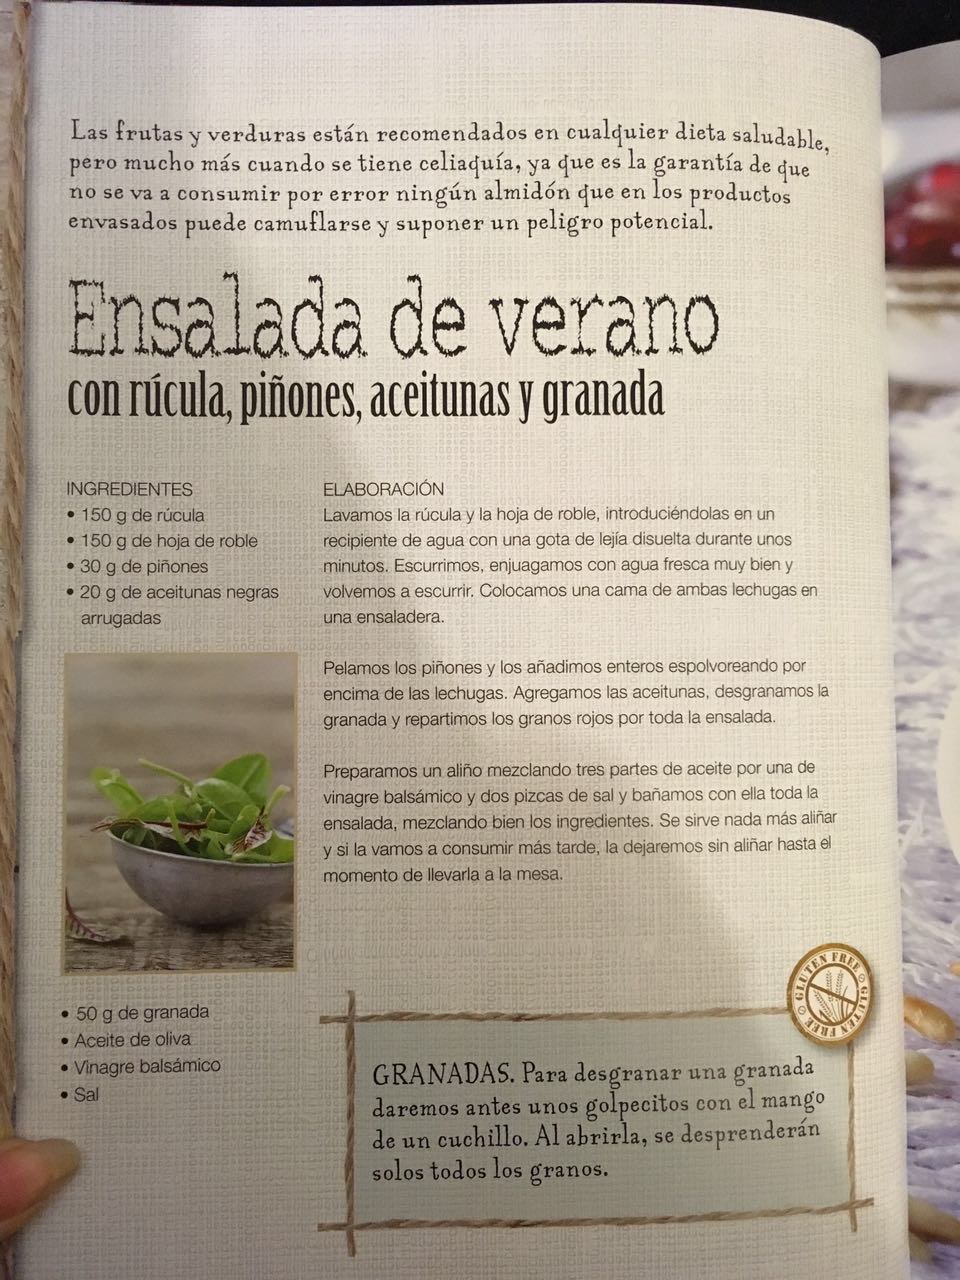 Las frutas y verduras están recomendados en cualquier dieta saludable,
pero mucho más cuando se tiene celiaquía, ya que es la garantía de que
no se va a consumir por error ningún almidón que en los productos
envasados puede camuflarse y suponer un peligro potencial.
Ensalada de verano
con rúcula, piñones, aceitunas y granada
INGREDIENTES
• 150 g de rúcula
• 150 g de hoja de roble
• 30 g de piñones
• 20 g de aceitunas negras
arrugadas
• 50 g de granada
• Aceite de oliva
• Vinagre balsámico
• Sal
ELABORACIÓN
Lavamos la rúcula y la hoja de roble, introduciéndolas en un
recipiente de agua con una gota de lejía disuelta durante unos
minutos. Escurrimos, enjuagamos con agua fresca muy bien y
volvemos a escurrir. Colocamos una cama de ambas lechugas en
una ensaladera.
Pelamos los piñones y los añadimos enteros espolvoreando por
encima de las lechugas. Agregamos las aceitunas, desgranamos la
granada y repartimos los granos rojos por toda la ensalada.
Preparamos un aliño mezclando tres partes de aceite por una de
vinagre balsámico y dos pizcas de sal y bañamos con ella toda la
ensalada, mezclando bien los ingredientes. Se sirve nada más aliñar
y si la vamos a consumir más tarde, la dejaremos sin aliñar hasta el
momento de llevarla a la mesa.
GLUTEN FREE
GLUTEN FREE
GRANADAS. Para desgranar una granada
daremos antes unos golpecitos con el mango
de un cuchillo. Al abrirla, se desprenderán
solos todos los granos.